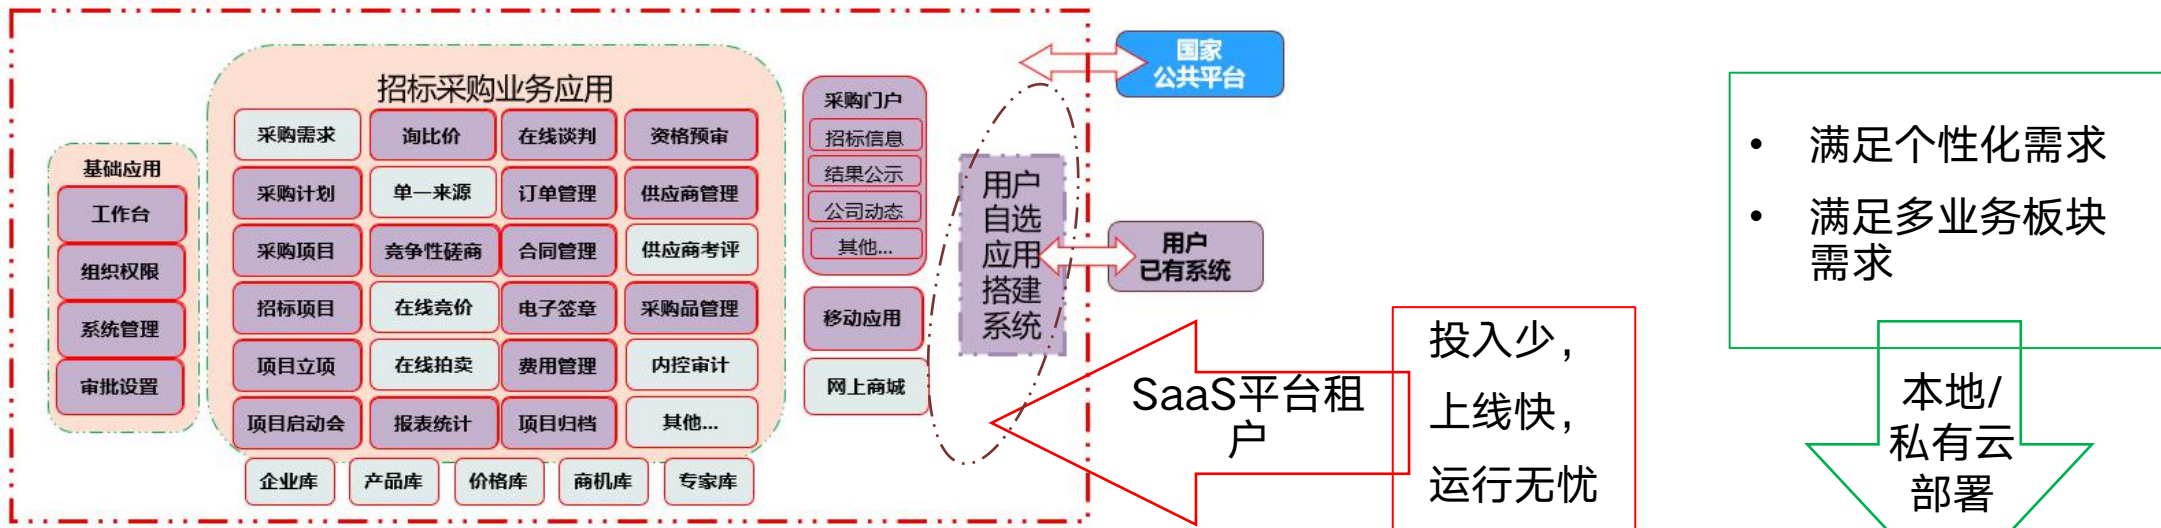 招标采购业务应用
基础应用
工作台
组织权限
系统管理
审批设置
采购需求
询比价
在线谈判
资格预审
采购计划
单一来源
订单管理
供应商管理
采购项目
竞争性磋商
合同管理
供应商考评
招标项目
在线竞价
电子签章
采购品管理
项目立项
在线拍卖
费用管理
内控审计
项目启动会
报表统计
项目归档
其他...
企业库
产品库
价格库
商机库
专家库
采购门户
招标信息
结果公示
公司动态
其他...
移动应用
网上商城
用户
自选
应用
搭建
系统
国家
公共平台
用户
已有系统
SaaS平台租
户
投入少，
上线快，
运行无忧
• 满足个性化需求
• 满足多业务板块
需求
本地/
私有云
部署